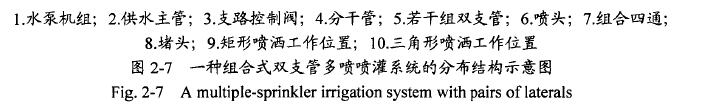 1.水泵机组；2.供水主管；3.支路控制阀；4.分干管；5.若干组双支管；6.喷头；7.组合四通；
8.堵头；9.矩形喷洒工作位置；10.三角形喷洒工作位置
图 2-7 一种组合式双支管多喷喷灌系统的分布结构示意图
Fig. 2-7 A multiple-sprinkler irrigation system with pairs of laterals